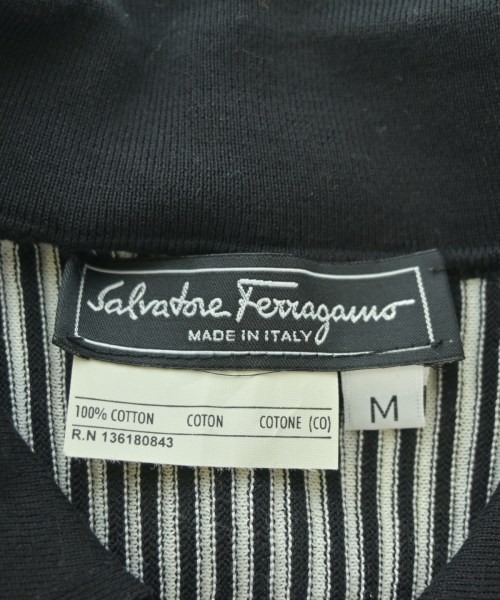 Salvatore Ferragamo
MADE IN ITALY
100% COTTON COTON COTONE (CO)
R.N 136180843
M